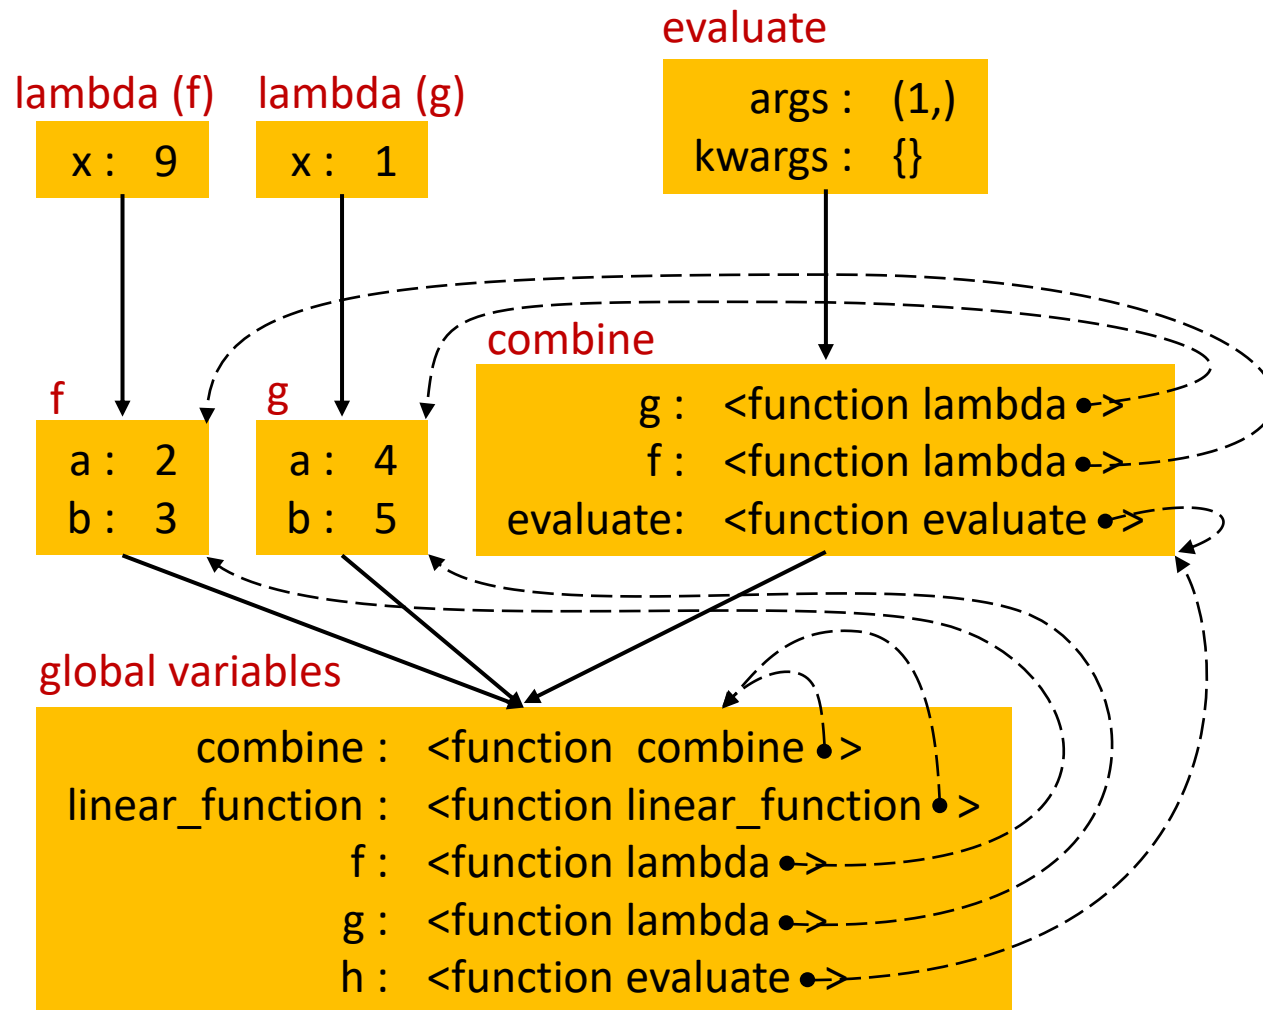 evaluate
args : (1,)
kwargs : {}
lambda (f)
x : 9
lambda (g)
x : 1
combine
g : <function lambda >
f : <function lambda >
evaluate: <function evaluate >
f
a : 2
b : 3
g
a : 4
b : 5
global variables
combine : <function combine >
linear_function : <function linear_function >
f : <function lambda >
g : <function lambda >
h : <function evaluate >